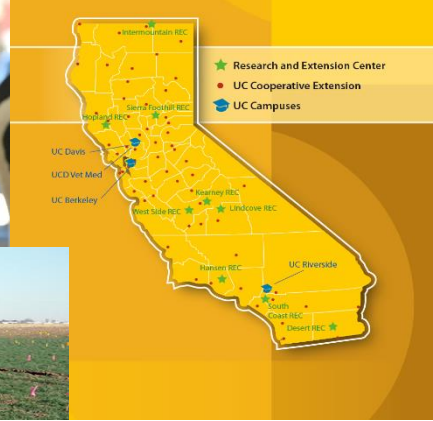 Intermountain REC
Research and Extension Center
UC Cooperative Extension
UC Campuses
Sierra Foothill REC
Hopland REC
UC Davis
UCD Vet Med
UC Berkeley
Kearney REC
West Side REC
Lindcove REC
Hansen REC
UC Riverside
South
Coast REC
Desert REC